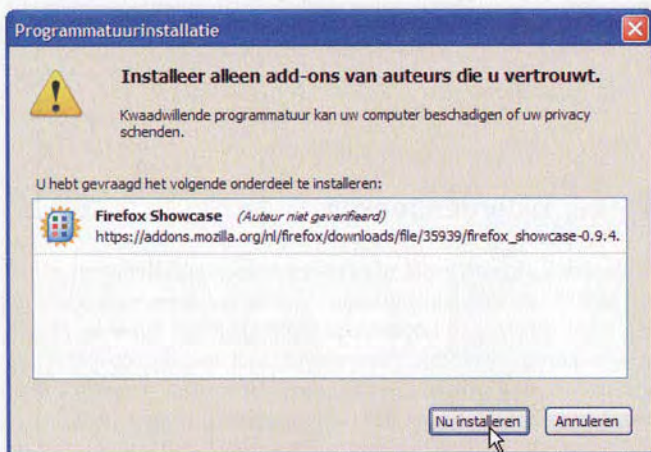 Programmatuurinstallatie
Installeer alleen add-ons van auteurs die u vertrouwt.
Kwaadwillende programmatuur kan uw computer beschadigen of uw privacy
schenden.
U hebt gevraagd het volgende onderdeel te installeren:
Firefox Showcase (Auteur niet geverifieerd)
https://addons.mozilla.org/nl/firefox/downloads/file/35939/firefox_showcase-0.9.4.
Nu installeren Annuleren